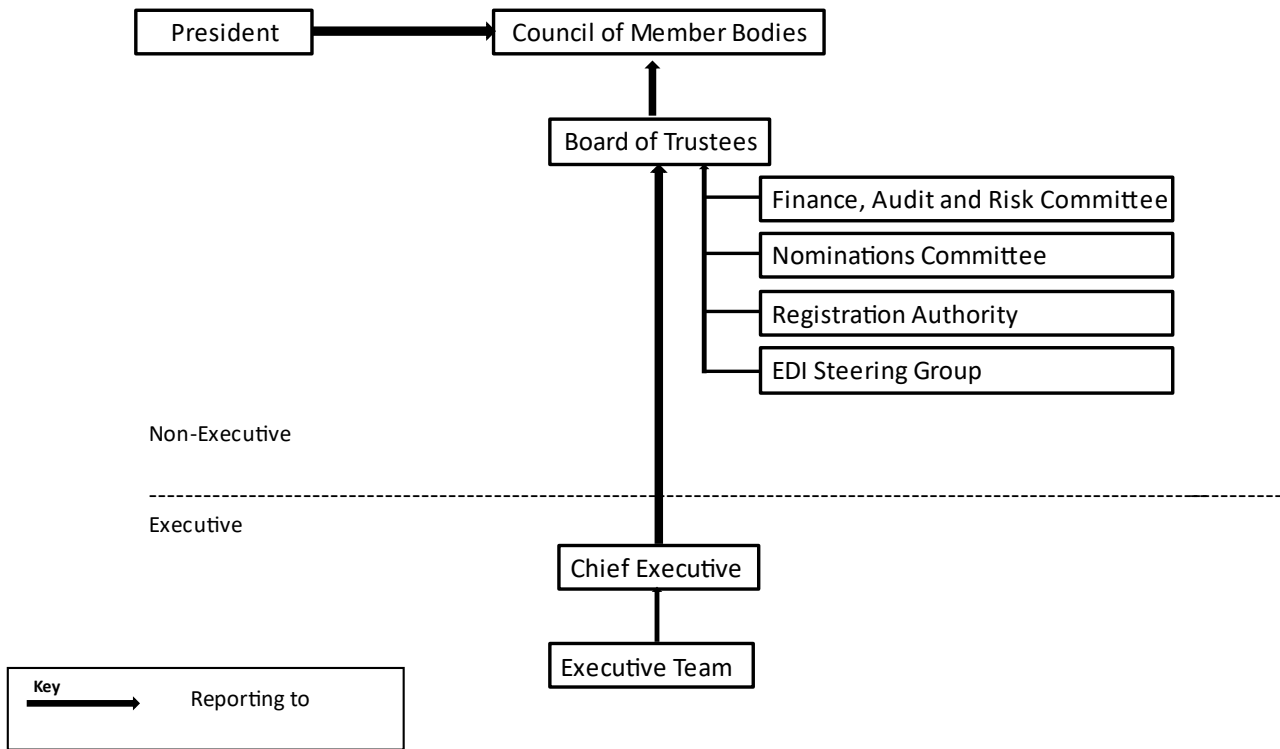 President
Council of Member Bodies
Board of Trustees
Finance, Audit and Risk Committee
Nominations Committee
Registration Authority
EDI Steering Group
Non-Executive
Executive
Chief Executive
Executive Team
Key
Reporting to